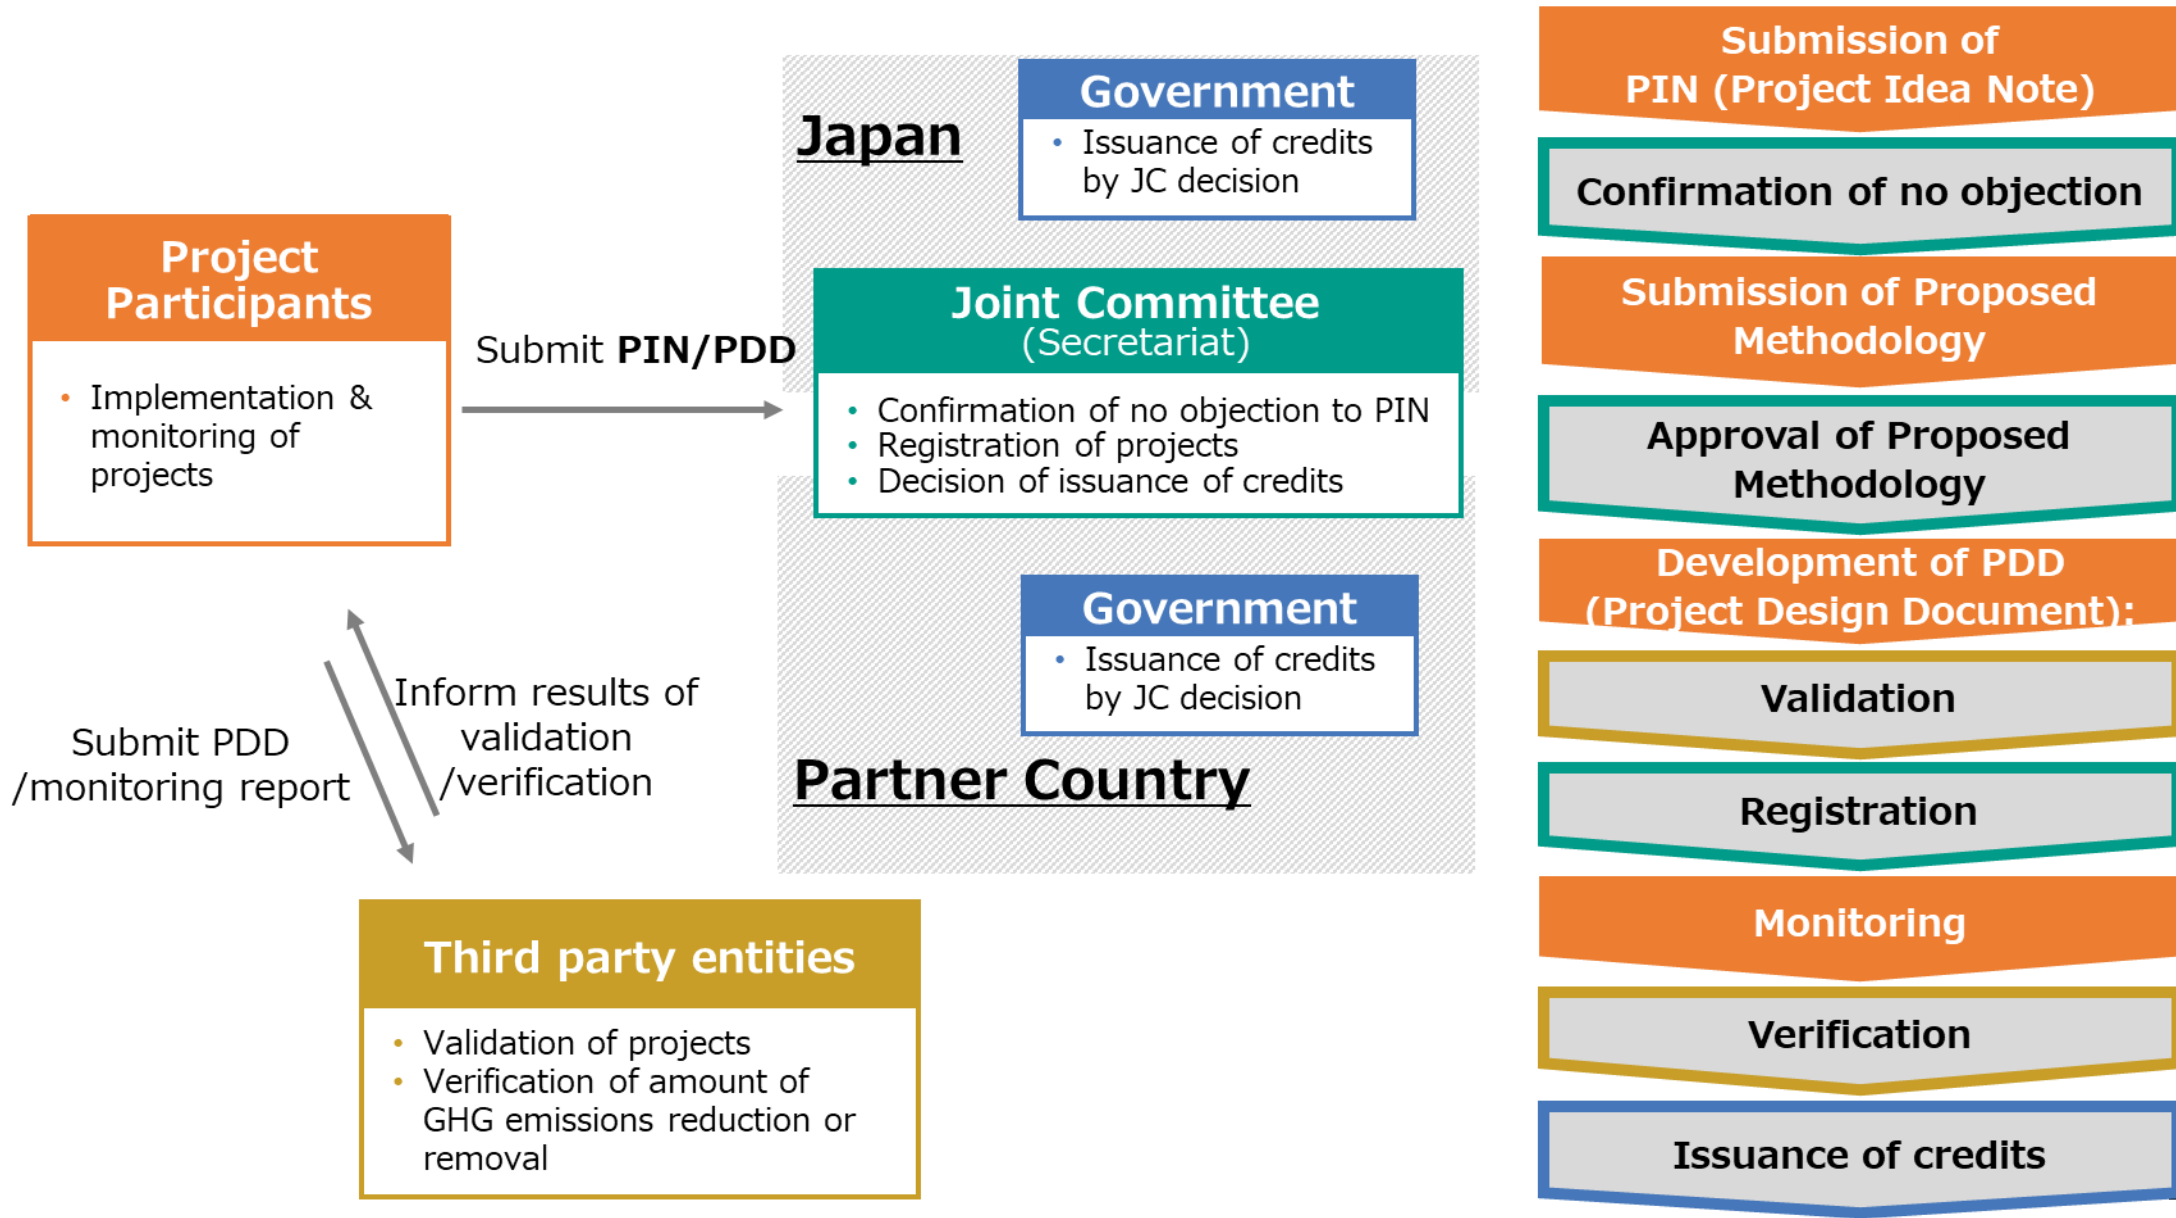 Project
Participants
• Implementation &
monitoring of
projects
Submit PIN/PDD
Submit PDD
/monitoring report
Inform results of
validation
/verification
Third party entities
• Validation of projects
• Verification of amount of
GHG emissions reduction or
removal
Japan
Government
• Issuance of credits
by JC decision
Joint Committee
(Secretariat)
• Confirmation of no objection to PIN
• Registration of projects
• Decision of issuance of credits
Government
• Issuance of credits
by JC decision
Partner Country
Submission of
PIN (Project Idea Note)
Confirmation of no objection
Submission of Proposed
Methodology
Approval of Proposed
Methodology
Development of PDD
(Project Design Document):
Validation
Registration
Monitoring
Verification
Issuance of credits